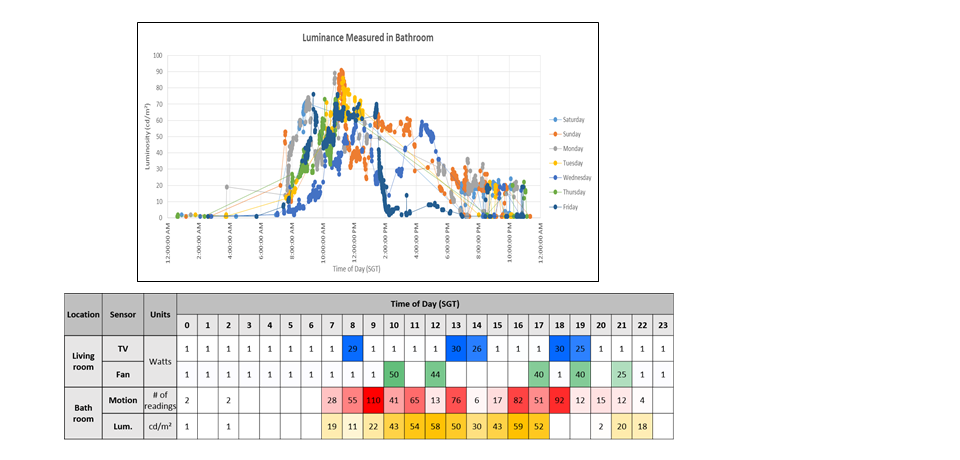 Luminance Measured in Bathroom
Luminosity (cd/m²)
100
90
80
70
60
50
40
30
20
10
0
12:00:00 AM 2:00:00 AM 4:00:00 AM 6:00:00 AM 8:00:00 AM 10:00:00 AM 12:00:00 PM 2:00:00 PM 4:00:00 PM 6:00:00 PM 8:00:00 PM 10:00:00 PM 12:00:00 AM
Time of Day (SGT)
Saturday
Sunday
Monday
Tuesday
Wednesday
Thursday
Friday
Location Sensor Units Time of Day (SGT)
0 1 2 3 4 5 6 7 8 9 10 11 12 13 14 15 16 17 18 19 20 21 22 23
Living room
Watts
TV 1 1 1 1 1 1 1 1 29 1 1 1 1 30 26 1 1 1 30 25 1 1 1 1
Fan 1 1 1 1 1 1 1 1 1 1 50 44 40 1 40 25 1 1
Bath room
Motion # of readings 2 2 28 55 110 41 65 13 76 6 17 82 51 92 12 15 12 4
Lum. cd/m² 1 1 19 11 22 43 54 58 50 30 43 59 52 2 20 18